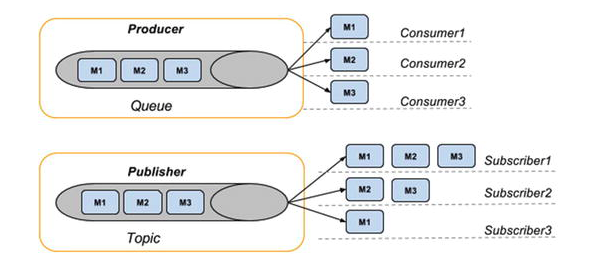 Producer
M1 M2 M3
Queue
M1 Consumer1
M2 Consumer2
M3 Consumer3
Publisher
M1 M2 M3
Topic
M1 M2 M3 Subscriber1
M2 M3 Subscriber2
M1 Subscriber3